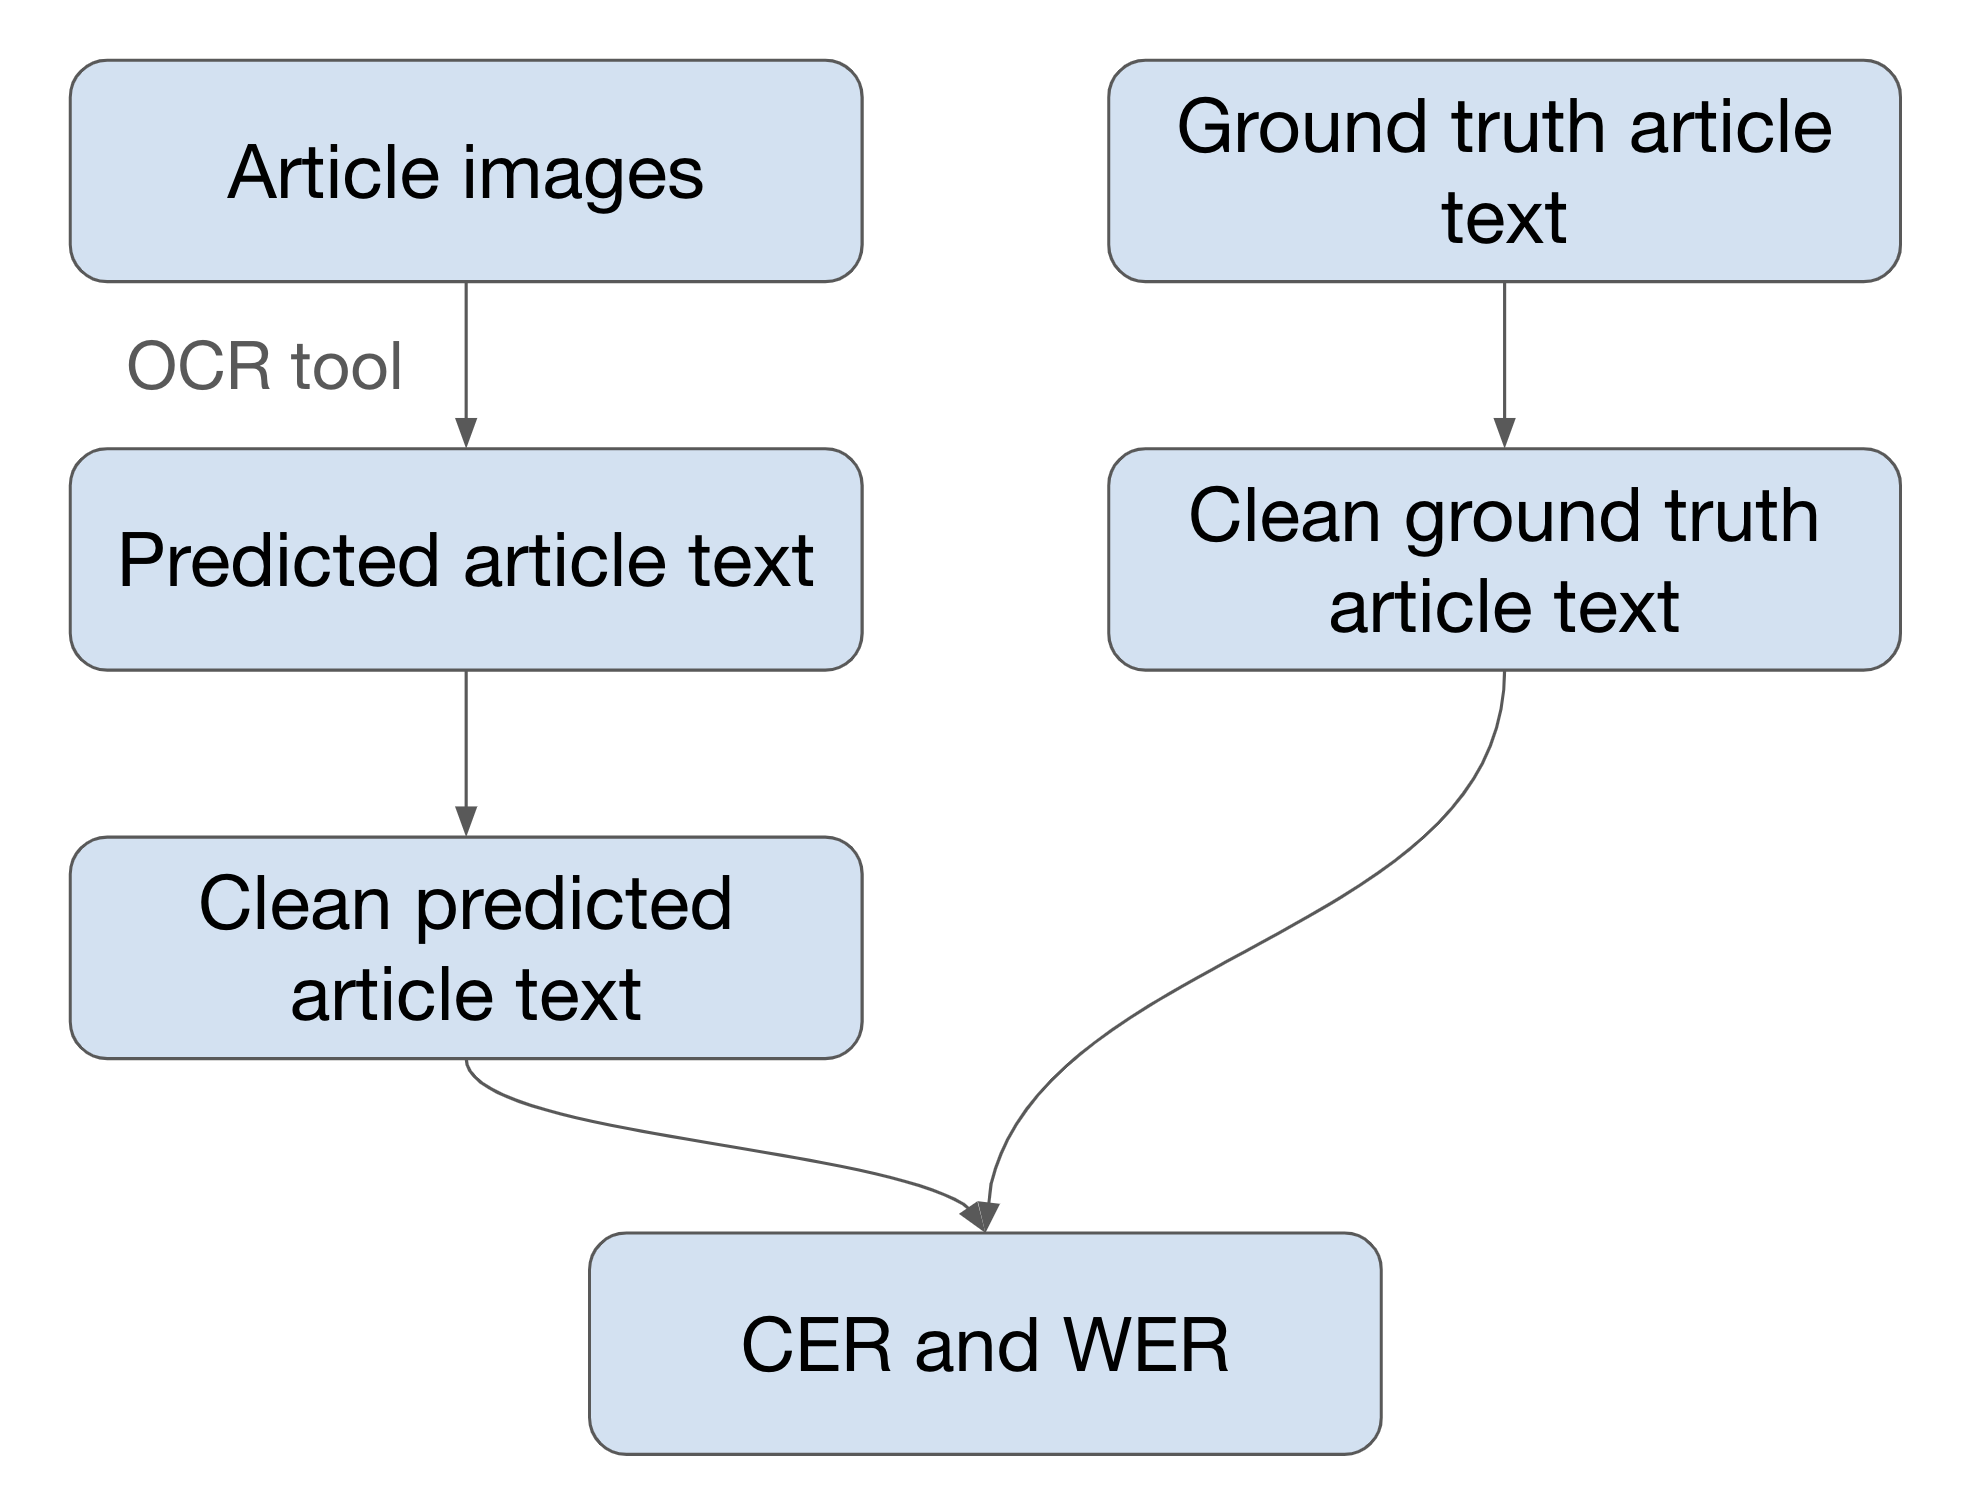 Article images
Ground truth article
text
OCR tool
Predicted article text
Clean ground truth
article text
Clean predicted
article text
CER and WER